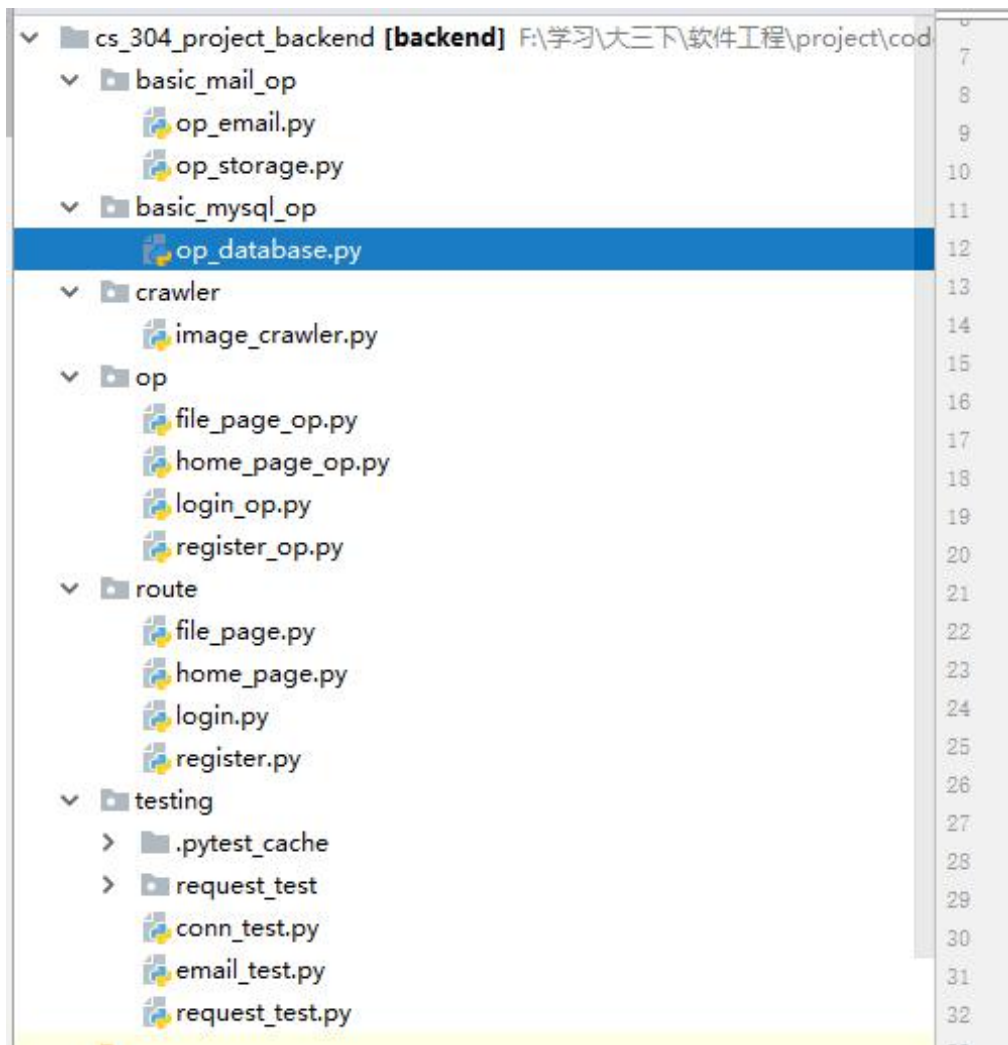 cs_304_project_backend [backend] F:\学习\大三下\软件工程\project\cod
basic_mail_op
op_email.py
op_storage.py
basic_mysql_op
op_database.py
crawler
image_crawler.py
op
file_page_op.py
home_page_op.py
login_op.py
register_op.py
route
file_page.py
home_page.py
login.py
register.py
testing
.pytest_cache
request_test
conn_test.py
email_test.py
request_test.py
7
8
9
10
11
12
13
14
15
16
17
18
19
20
21
22
23
24
25
26
27
28
29
30
31
32